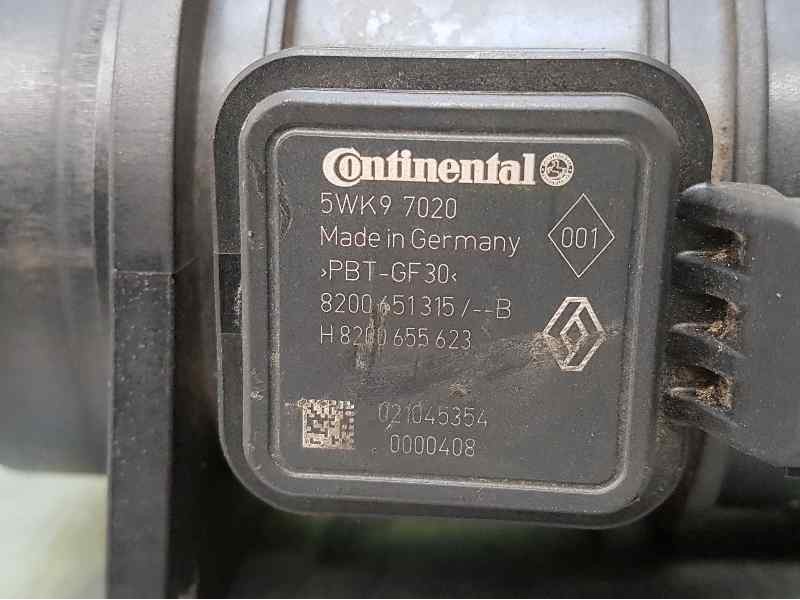 Continental
5WK9 7020
Made in Germany
001
›PBT-GF30‹
8200 651 315 / --B
H 8200 655 623
021045354
0000408